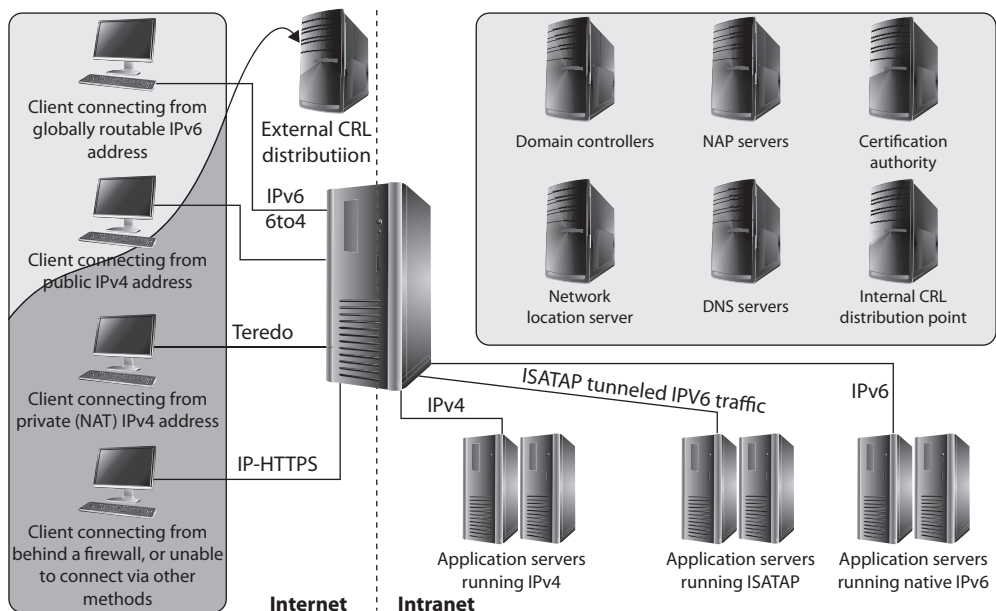 Client connecting from
globally routable IPv6
address
Client connecting from
public IPv4 address
Client connecting from
private (NAT) IPv4 address
Client connecting from
behind a firewall, or unable
to connect via other
methods
External CRL
distributiion
IPv6
6to4
Teredo
IP-HTTPS
Internet
Intranet
Domain controllers
NAP servers
Certification
authority
Network
location server
DNS servers
Internal CRL
distribution point
IPv4
ISATAP tunneled IPV6 traffic
IPv6
Application servers
running IPv4
Application servers
running ISATAP
Application servers
running native IPv6